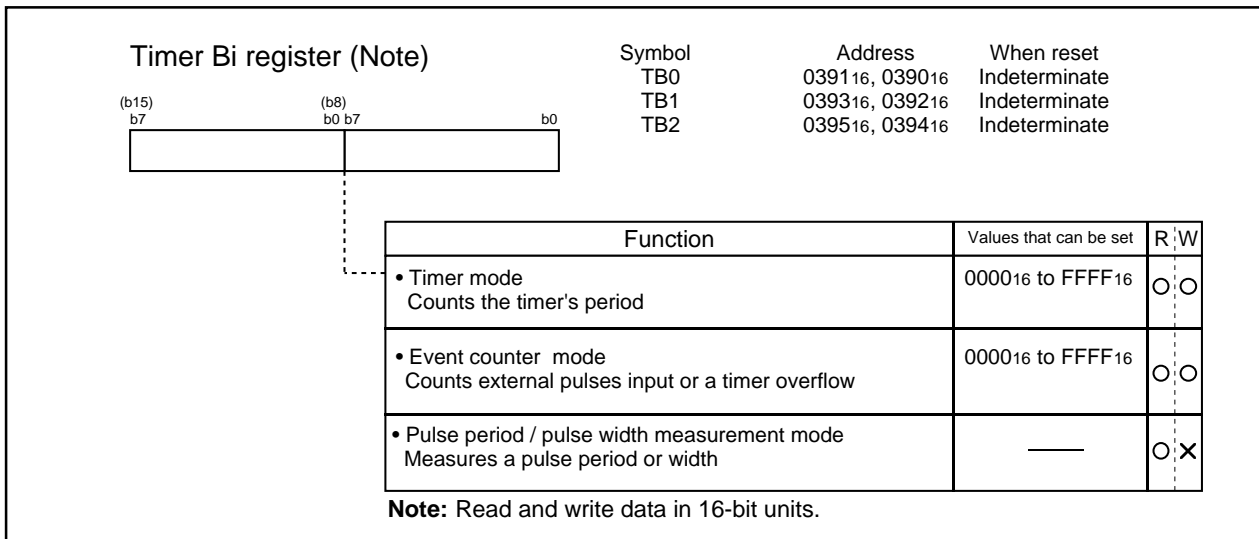 Timer Bi register (Note)
Symbol Address When reset
TB0 039116, 039016 Indeterminate
TB1 039316, 039216 Indeterminate
TB2 039516, 039416 Indeterminate
(b15) (b8)
b7 b0 b7 b0
Function Values that can be set R W
• Timer mode 000016 to FFFF16
Counts the timer's period
• Event counter mode 000016 to FFFF16
Counts external pulses input or a timer overflow
• Pulse period / pulse width measurement mode
Measures a pulse period or width
Note: Read and write data in 16-bit units.